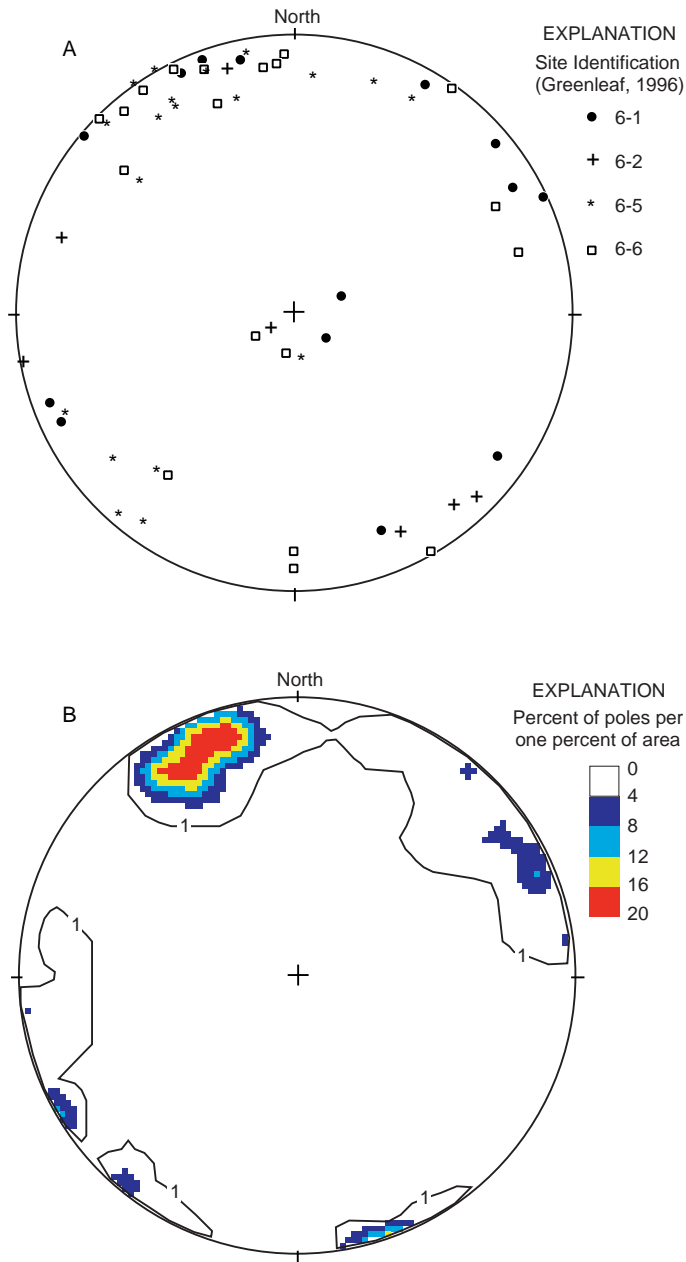 North
A
EXPLANATION
Site Identification
(Greenleaf, 1996)
6-1
6-2
6-5
6-6
North
B
EXPLANATION
Percent of poles per
one percent of area
0
4
8
12
16
20
1
1
1
1
1